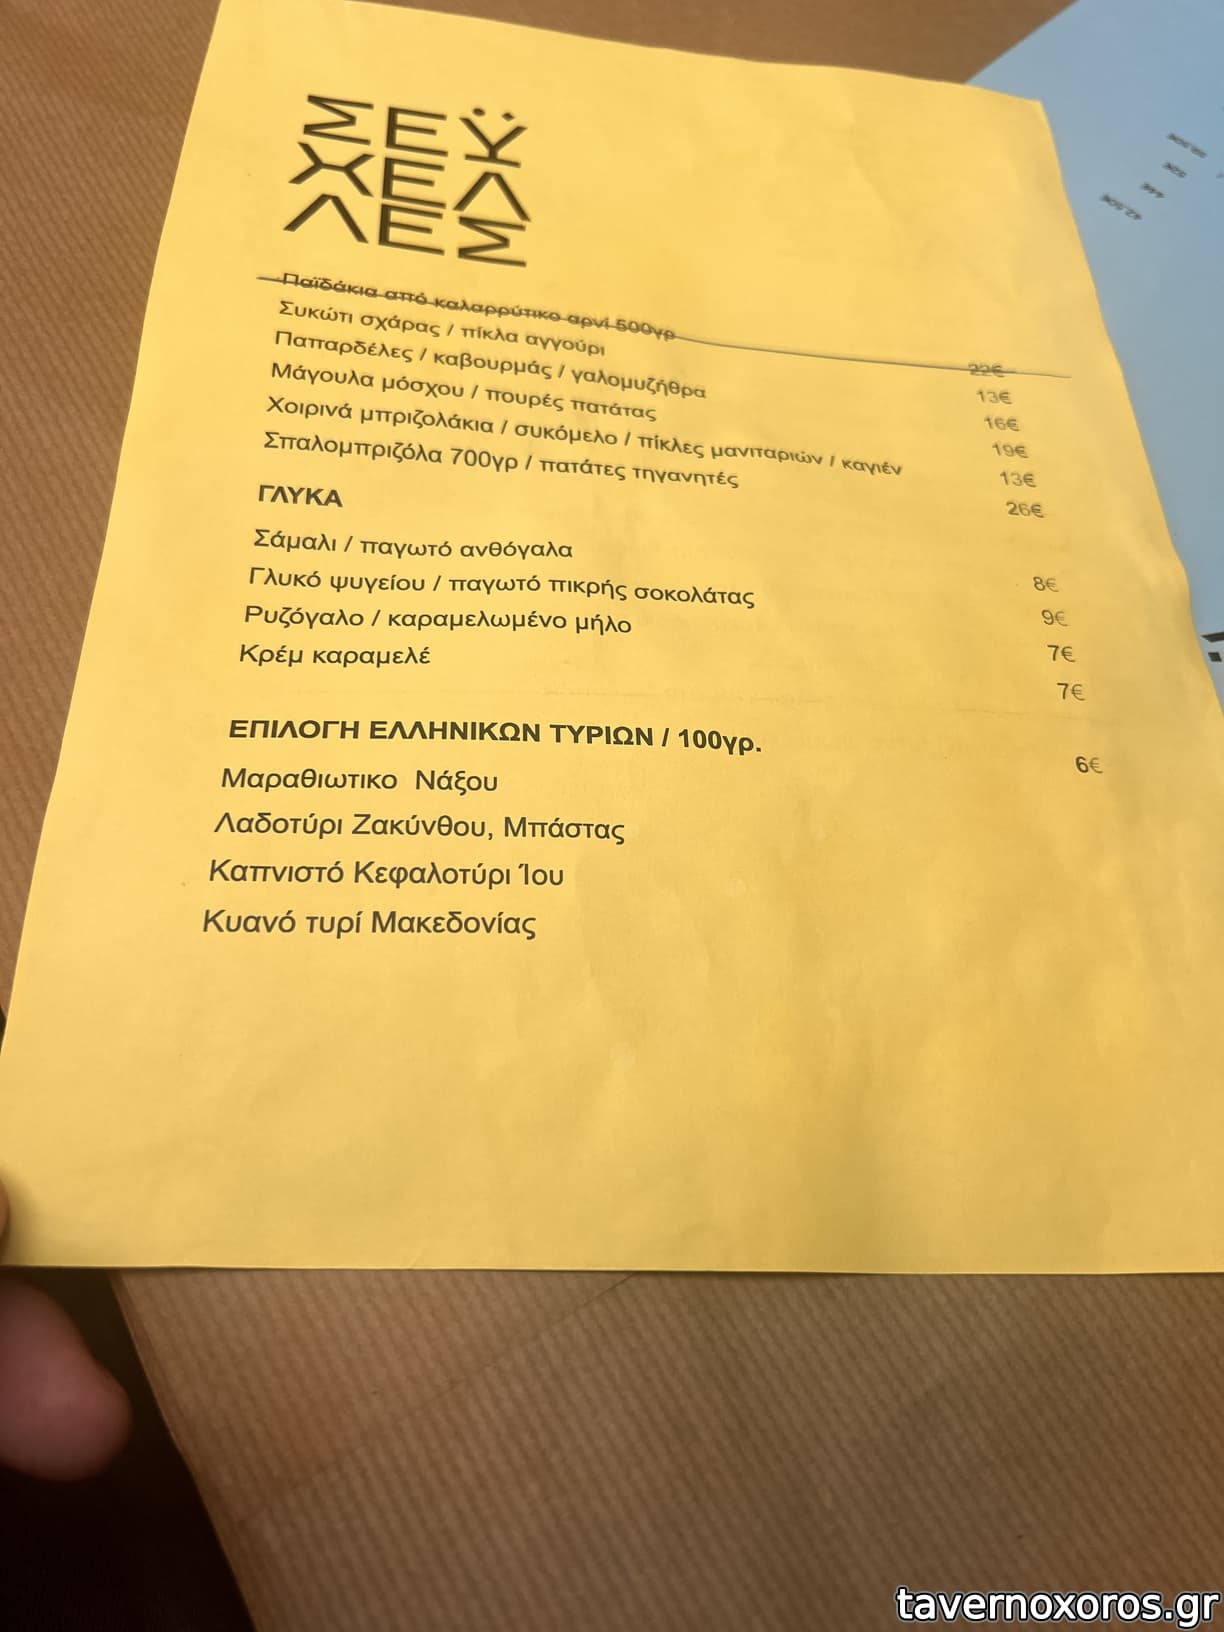 ΣΕΫ
ΧΕΛ
ΛΕΣ
Παϊδάκια από καλαρρύτικο αρνί 500γρ 22€
Συκώτι σχάρας / πίκλα αγγούρι 13€
Παπαρδέλες / καβουρμάς / γαλομυζήθρα 16€
Μάγουλα μόσχου / πουρές πατάτας 19€
Χοιρινά μπριζολάκια / συκόμελο / πίκλες μανιταριών / καγιέν 13€
Σπαλομπριζόλα 700γρ / πατάτες τηγανητές 26€
ΓΛΥΚΑ
Σάμαλι / παγωτό ανθόγαλα 8€
Γλυκό ψυγείου / παγωτό πικρής σοκολάτας 9€
Ρυζόγαλο / καραμελωμένο μήλο 7€
Κρέμ καραμελέ 7€
ΕΠΙΛΟΓΗ ΕΛΛΗΝΙΚΩΝ ΤΥΡΙΩΝ / 100γρ. 6€
Μαραθιωτικο Νάξου
Λαδοτύρι Ζακύνθου, Μπάστας
Καπνιστό Κεφαλοτύρι Ίου
Κυανό τυρί Μακεδονίας
tavernoxoros.gr